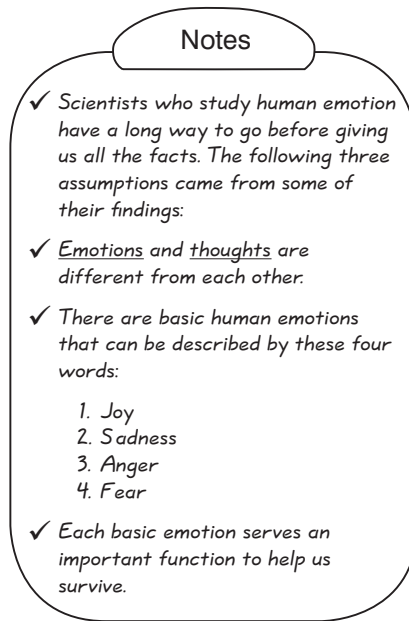 Notes
✓ Scientists who study human emotion
have a long way to go before giving
us all the facts. The following three
assumptions came from some of
their findings:
✓ Emotions and thoughts are
different from each other.
✓ There are basic human emotions
that can be described by these four
words:
1. Joy
2. Sadness
3. Anger
4. Fear
✓ Each basic emotion serves an
important function to help us
survive.